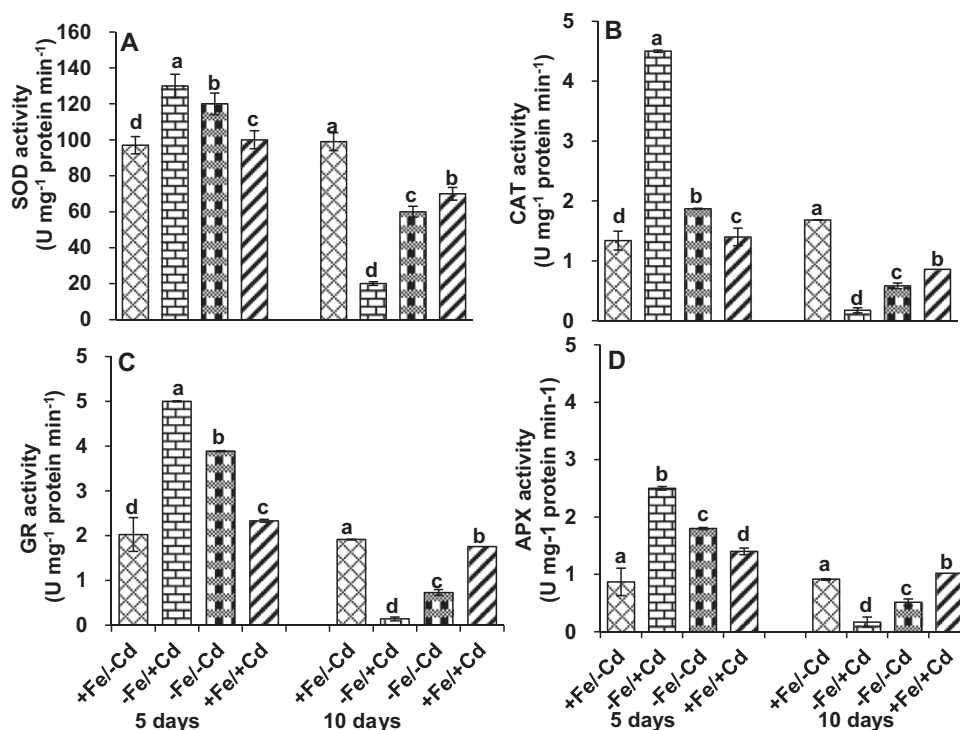 A
SOD activity
(U mg⁻¹ protein min⁻¹)
160
140
120
100
80
60
40
20
0
d
a
b
c
a
d
c
b
B
CAT activity
(U mg⁻¹ protein min⁻¹)
5
4
3
2
1
0
d
a
b
c
a
d
c
b
C
GR activity
(U mg⁻¹ protein min⁻¹)
5
5
4
3
2
1
0
d
a
b
c
a
d
c
b
+Fe/-Cd
-Fe/+Cd
-Fe/-Cd
+Fe/+Cd
+Fe/-Cd
-Fe/+Cd
-Fe/-Cd
+Fe/+Cd
5 days
10 days
D
APX activity
(U mg-1 protein min-1)
5
4
3
2
1
0
a
b
c
d
a
d
c
b
+Fe/-Cd
-Fe/+Cd
-Fe/-Cd
+Fe/+Cd
+Fe/-Cd
-Fe/+Cd
-Fe/-Cd
+Fe/+Cd
5 days
10 days